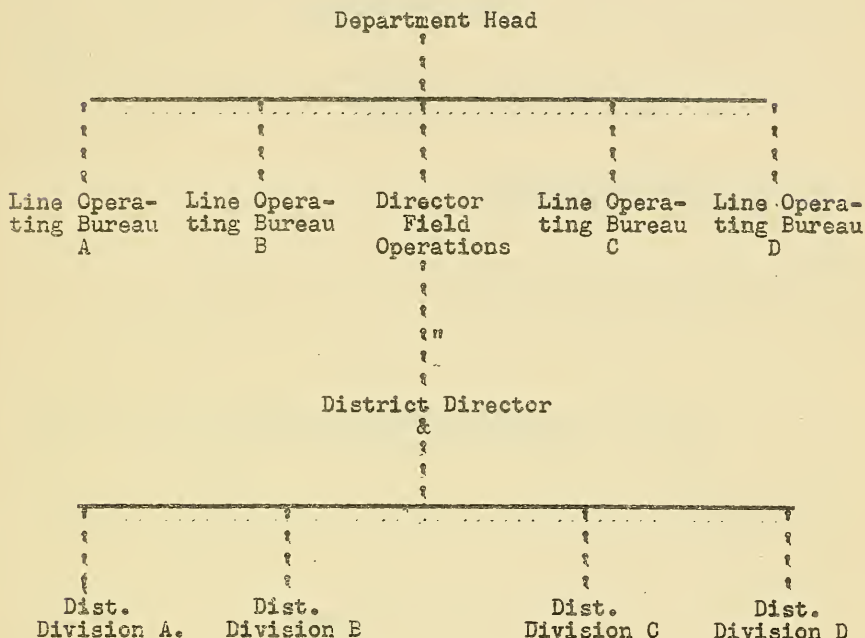 Department Head
Line Opera- Line Opera- Director Line Opera- Line Opera-
ting Bureau ting Bureau Field ting Bureau ting Bureau
A B Operations C D
"
District Director
&
Dist. Dist. Dist. Dist.
Division A. Division B Division C Division D